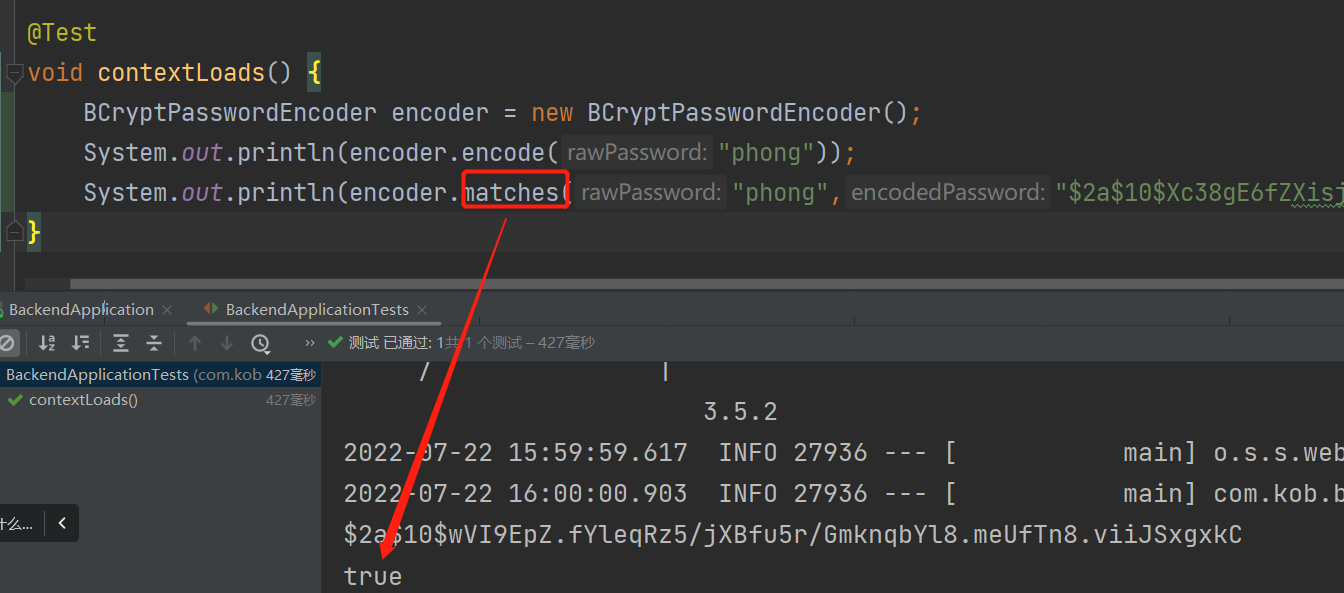 @Test
void contextLoads() {
BCryptPasswordEncoder encoder = new BCryptPasswordEncoder();
System.out.println(encoder.encode( rawPassword: "phong"));
System.out.println(encoder.matches( rawPassword: "phong", encodedPassword: "$2a$10$Xc38gE6fZXisj
}
BackendApplication × BackendApplicationTests ×
» 测试 已通过: 1共 1 个测试 – 427毫秒
BackendApplicationTests (com.kob 427毫秒
contextLoads() 427毫秒
/ |
3.5.2
2022-07-22 15:59:59.617 INFO 27936 --- [ main] o.s.s.web
2022-07-22 16:00:00.903 INFO 27936 --- [ main] com.kob.b
什么...
$2a$10$wVI9EpZ.fYleqRz5/jXBfu5r/GmknqbYl8.meUfTn8.viiJSxgxkC
true